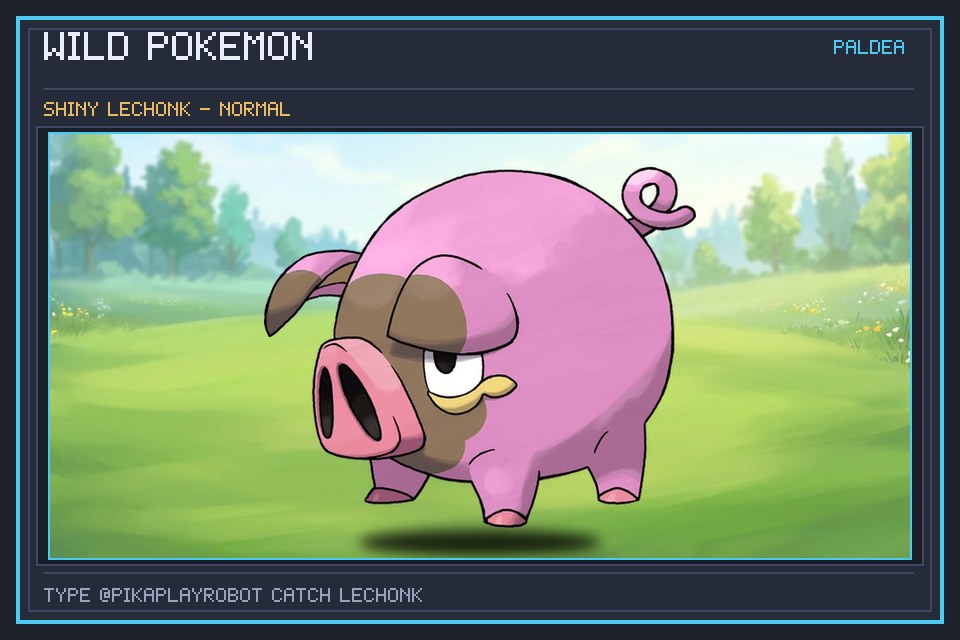 WILD POKEMON
PALDEA
SHINY LECHONK - NORMAL
TYPE @PIKAPLAYROBOT CATCH LECHONK